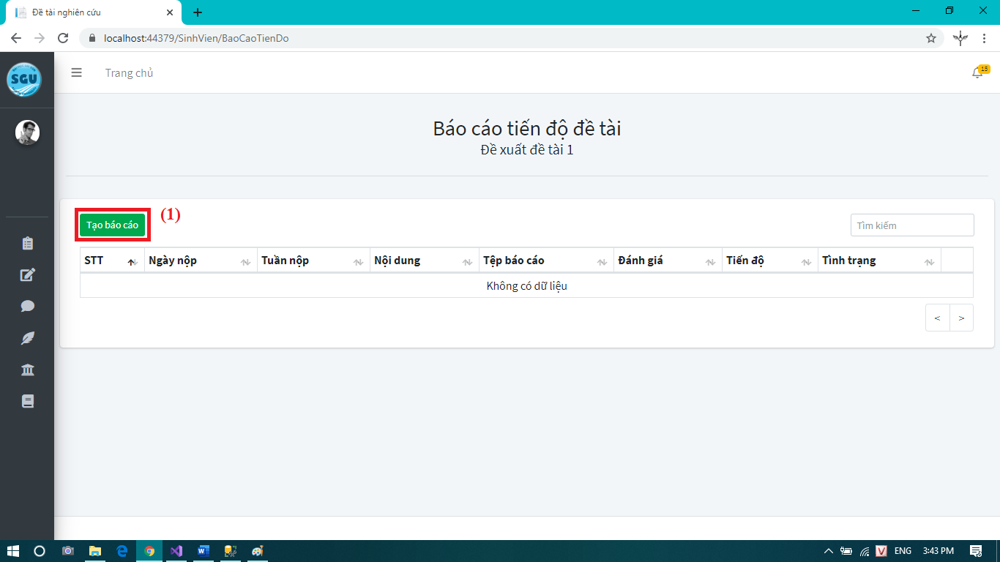 Đề tài nghiên cứu
localhost:44379/SinhVien/BaoCaoTienDo
SGU
Trang chủ
15
Báo cáo tiến độ đề tài
Đề xuất đề tài 1
Tạo báo cáo
(1)
Tìm kiếm
STT Ngày nộp Tuần nộp Nội dung Tệp báo cáo Đánh giá Tiến độ Tình trạng
Không có dữ liệu
< >
ENG 3:43 PM